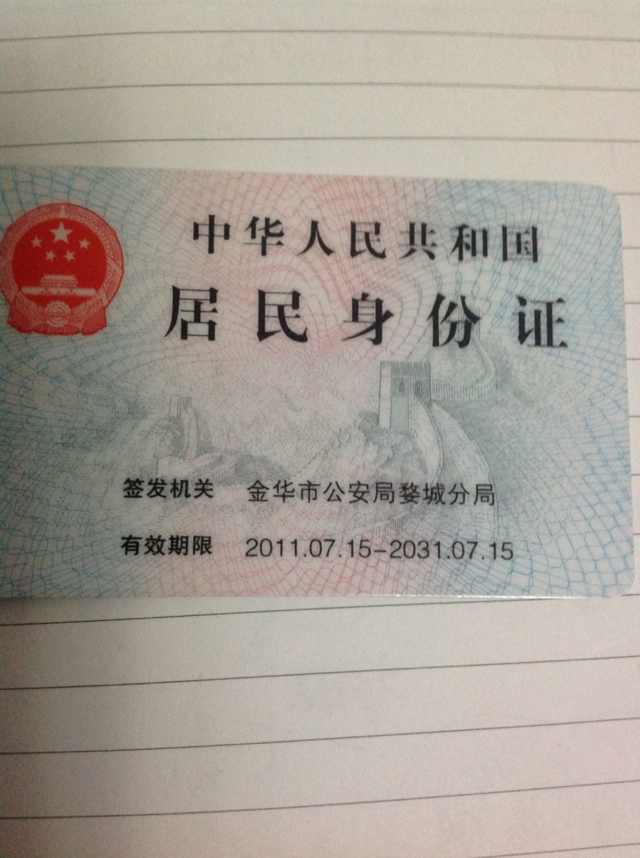 中华人民共和国
居民身份证
签发机关 金华市公安局婺城分局
有效期限 2011.07.15-2031.07.15